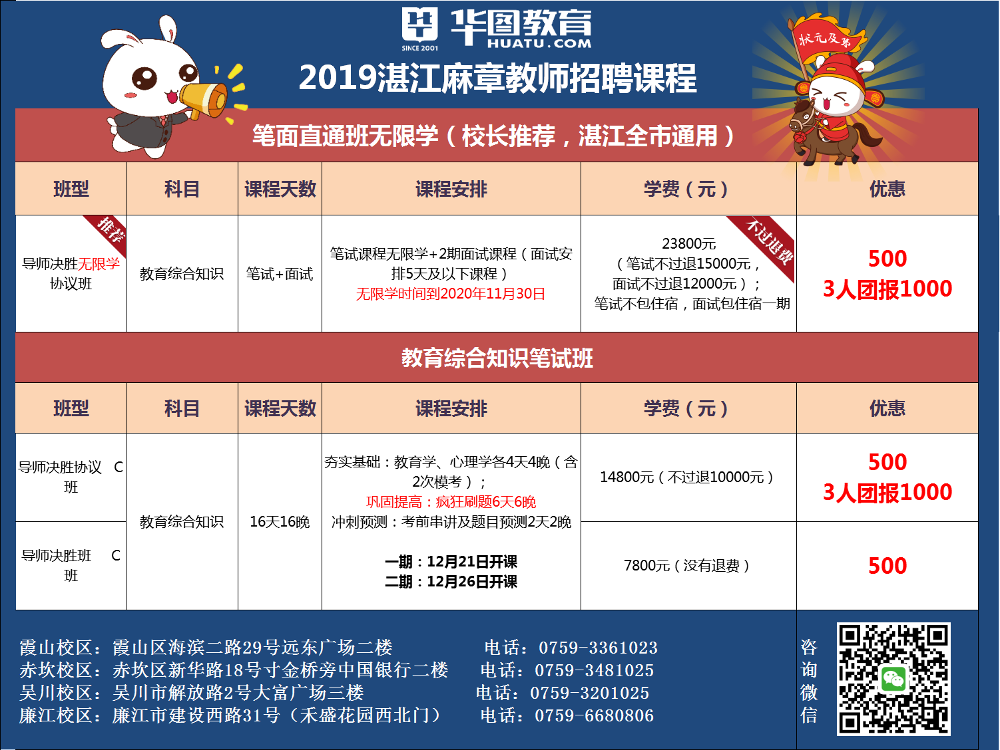 华图教育
SINCE 2001
HUATU.COM
状元及第
2019湛江麻章教师招聘课程
笔面直通班无限学（校长推荐，湛江全市通用）
班型 科目 课程天数 课程安排 学费（元） 优惠
推荐
导师决胜无限学
协议班
教育综合知识
笔试+面试
笔试课程无限学+2期面试课程（面试安
排5天及以下课程）
无限学时间到2020年11月30日
不过退费
23800元
（笔试不过退15000元，
面试不过退12000元）；
笔试不包住宿，面试包住宿一期
500
3人团报1000
教育综合知识笔试班
班型 科目 课程天数 课程安排 学费（元） 优惠
导师决胜协议 C
班
导师决胜班 C
班
教育综合知识
16天16晚
夯实基础：教育学、心理学各4天4晚（含
2次模考）；
巩固提高：疯狂刷题6天6晚
冲刺预测：考前串讲及题目预测2天2晚
一期：12月21日开课
二期：12月26日开课
14800元（不过退10000元）
500
3人团报1000
7800元（没有退费）
500
霞山校区：霞山区海滨二路29号远东广场二楼 电话：0759-3361023
赤坎校区：赤坎区新华路18号寸金桥旁中国银行二楼 电话：0759-3481025
吴川校区：吴川市解放路2号大富广场三楼 电话：0759-3201025
廉江校区：廉江市建设西路31号（禾盛花园西北门） 电话：0759-6680806
咨
询
微
信